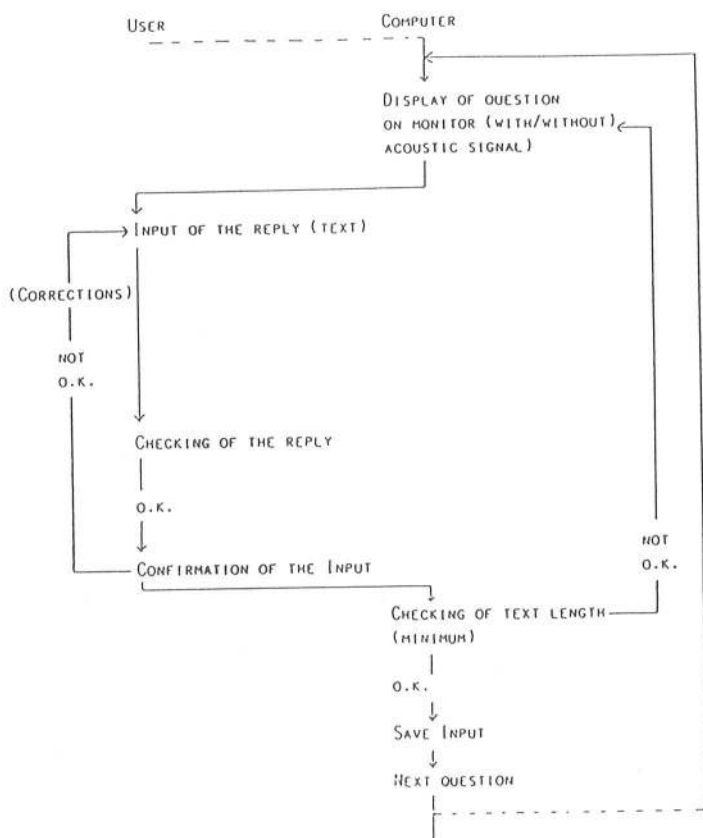 USER
COMPUTER
DISPLAY OF QUESTION
ON MONITOR (WITH/WITHOUT)
ACOUSTIC SIGNAL)
INPUT OF THE REPLY (TEXT)
(CORRECTIONS)
NOT
O.K.
CHECKING OF THE REPLY
O.K.
CONFIRMATION OF THE INPUT
NOT
O.K.
CHECKING OF TEXT LENGTH
(MINIMUM)
O.K.
SAVE INPUT
NEXT QUESTION